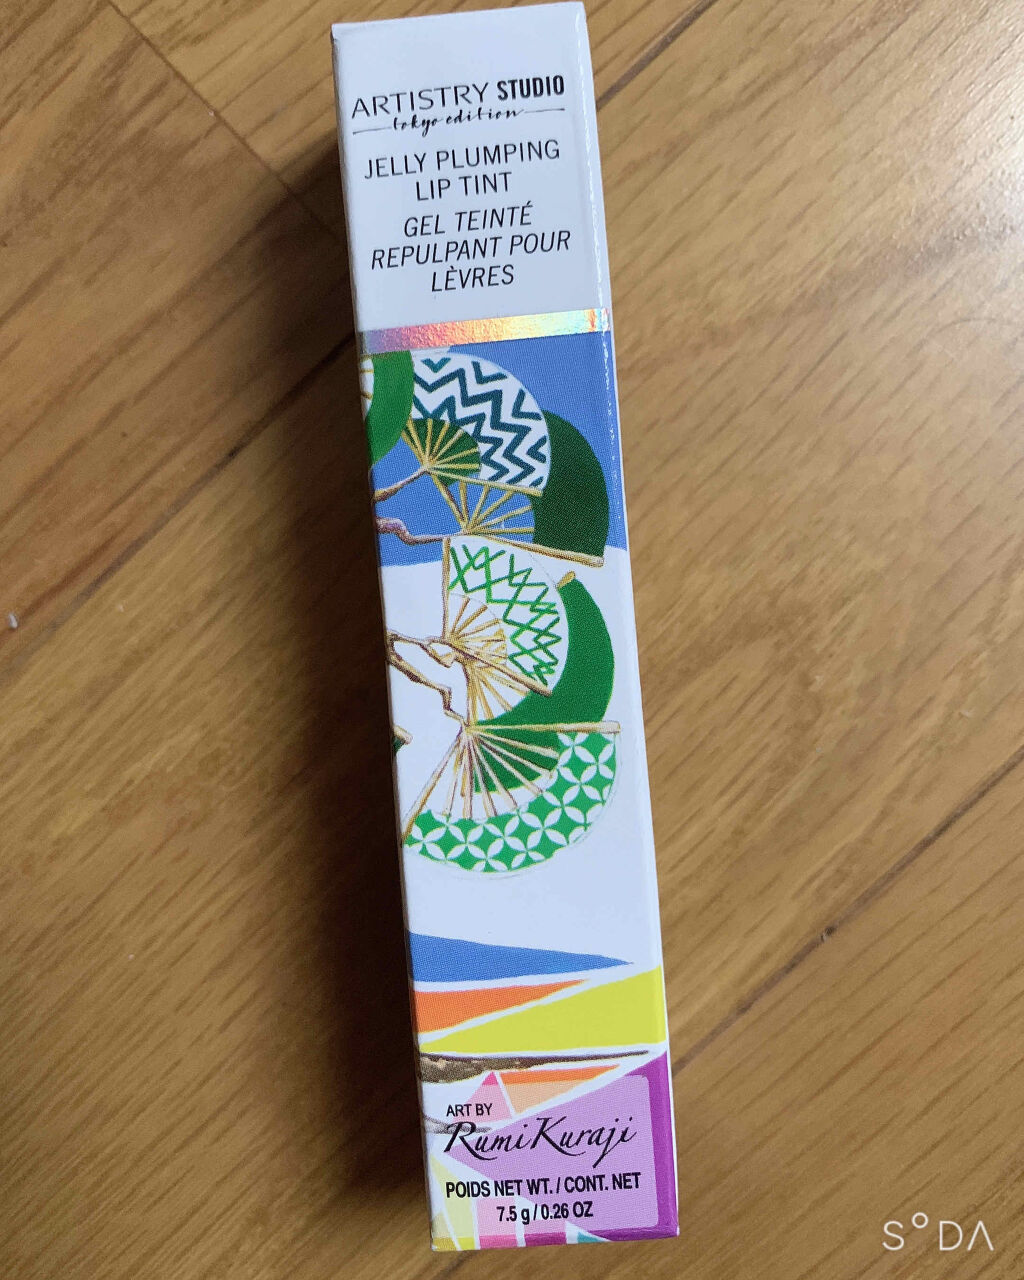 ARTISTRY STUDIO
tokyo edition
JELLY PLUMPING
LIP TINT
GEL TEINTÉ
REPULPANT POUR
LÈVRES
ART BY
Rumi Kuraji
POIDS NET WT. / CONT. NET
7.5 g / 0.26 OZ
S°DA